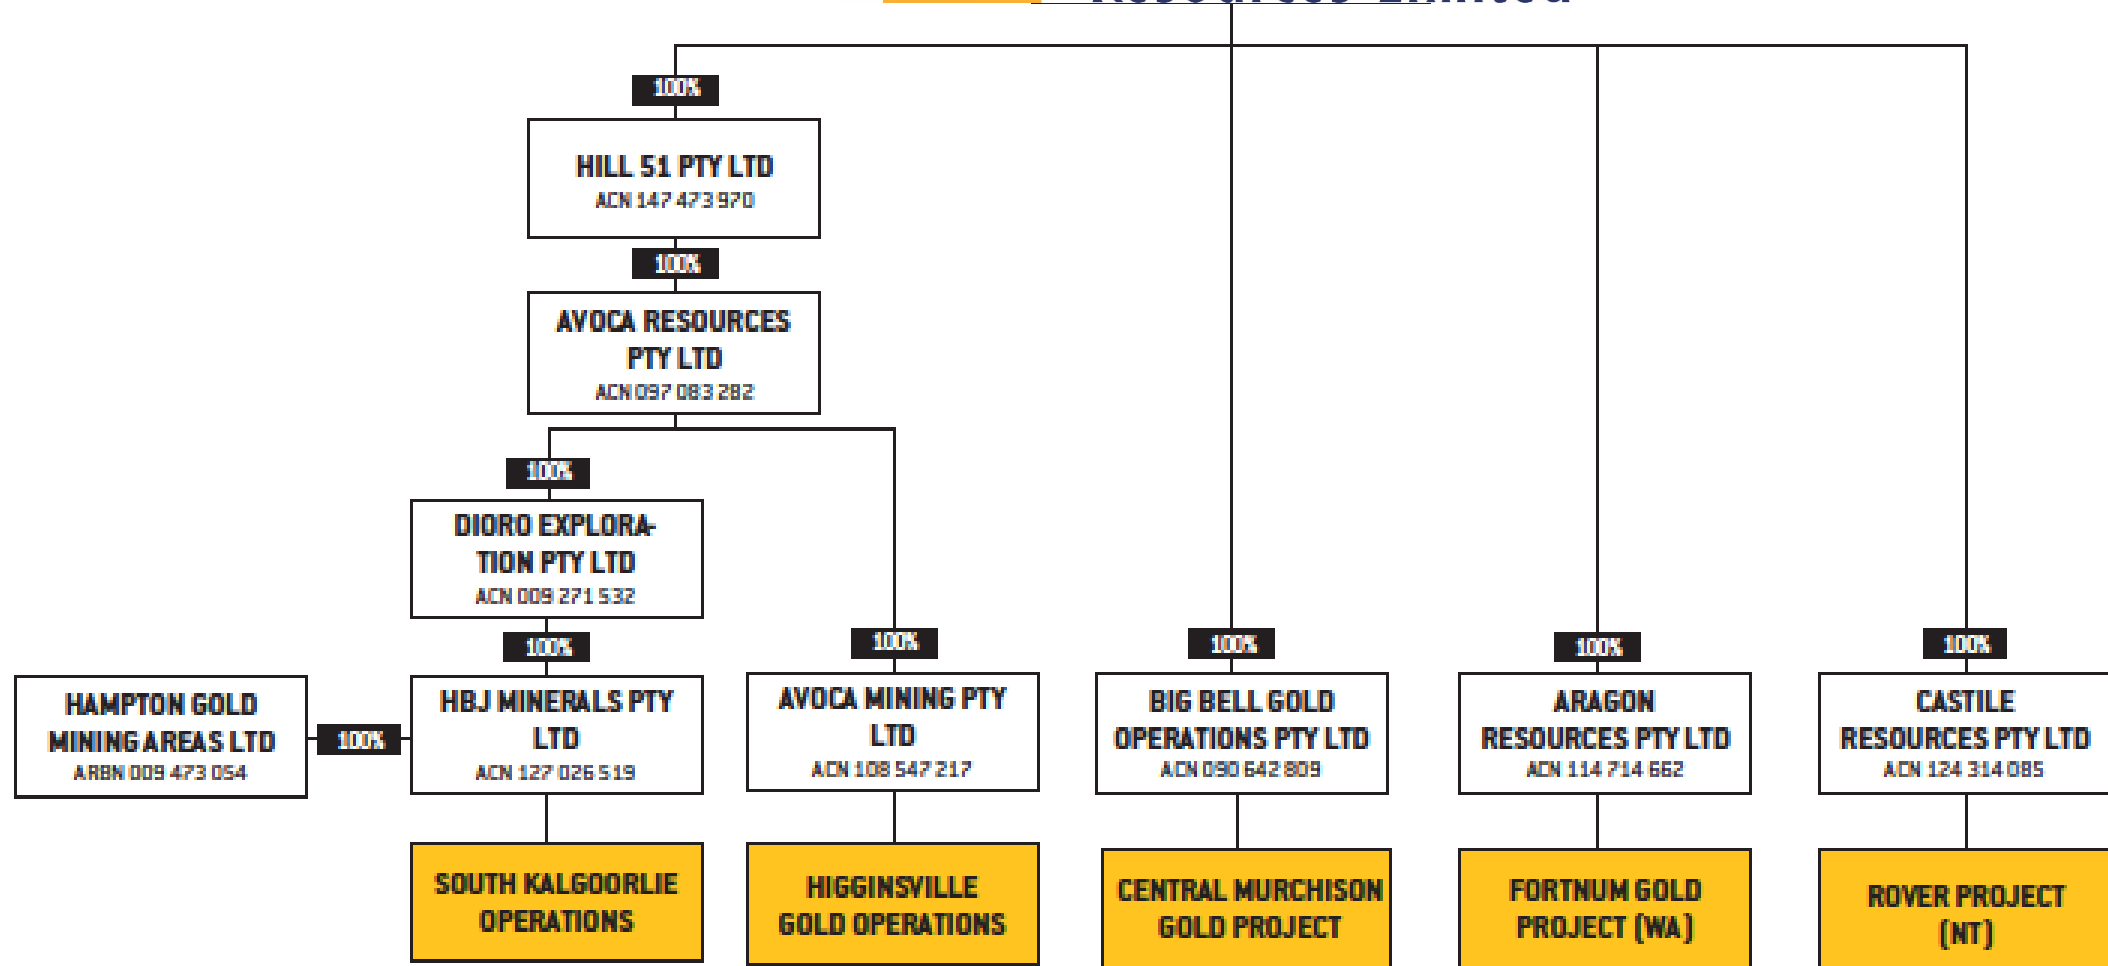 Resources Limited
100%
HILL 51 PTY LTD
ACN 147 473 970
100%
AVOCA RESOURCES
PTY LTD
ACN 097 083 282
100%
DIORO EXPLORA-
TION PTY LTD
ACN 009 271 532
100%
100%
100%
100%
100%
HAMPTON GOLD
MINING AREAS LTD
ARBN 009 473 054
100%
HBJ MINERALS PTY
LTD
ACN 127 026 519
AVOCA MINING PTY
LTD
ACN 108 547 217
BIG BELL GOLD
OPERATIONS PTY LTD
ACN 090 642 809
ARAGON
RESOURCES PTY LTD
ACN 114 714 662
CASTILE
RESOURCES PTY LTD
ACN 124 314 085
SOUTH KALGOORLIE
OPERATIONS
HIGGINSVILLE
GOLD OPERATIONS
CENTRAL MURCHISON
GOLD PROJECT
FORTNUM GOLD
PROJECT (WA)
ROVER PROJECT
(NT)